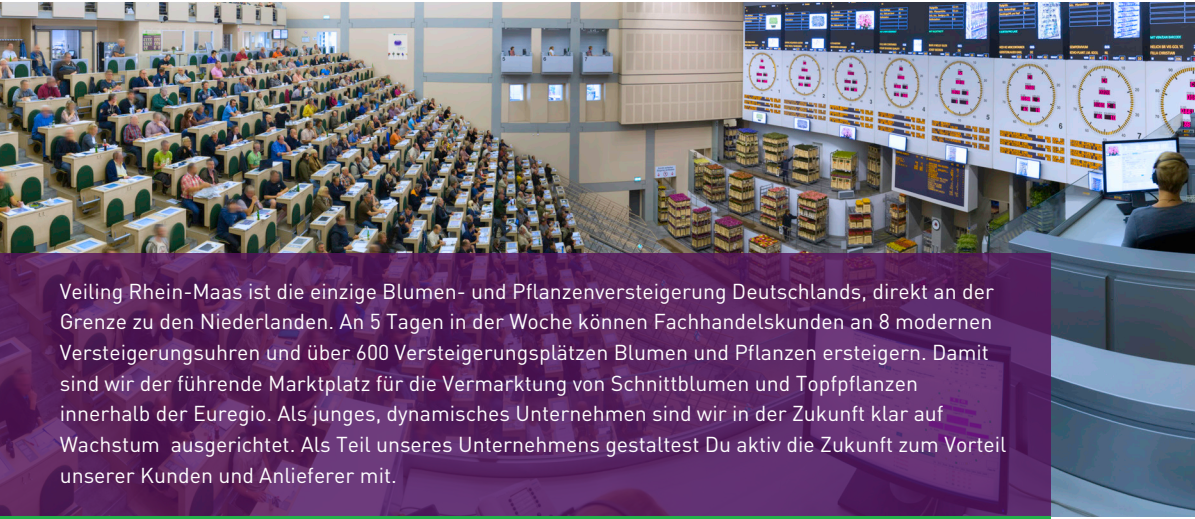 Veiling Rhein-Maas ist die einzige Blumen- und Pflanzenversteigerung Deutschlands, direkt an der
Grenze zu den Niederlanden. An 5 Tagen in der Woche können Fachhandelskunden an 8 modernen
Versteigerungsuhren und über 600 Versteigerungsplätzen Blumen und Pflanzen ersteigern. Damit
sind wir der führende Marktplatz für die Vermarktung von Schnittblumen und Topfpflanzen
innerhalb der Euregio. Als junges, dynamisches Unternehmen sind wir in der Zukunft klar auf
Wachstum  ausgerichtet. Als Teil unseres Unternehmens gestaltest Du aktiv die Zukunft zum Vorteil
unserer Kunden und Anlieferer mit.